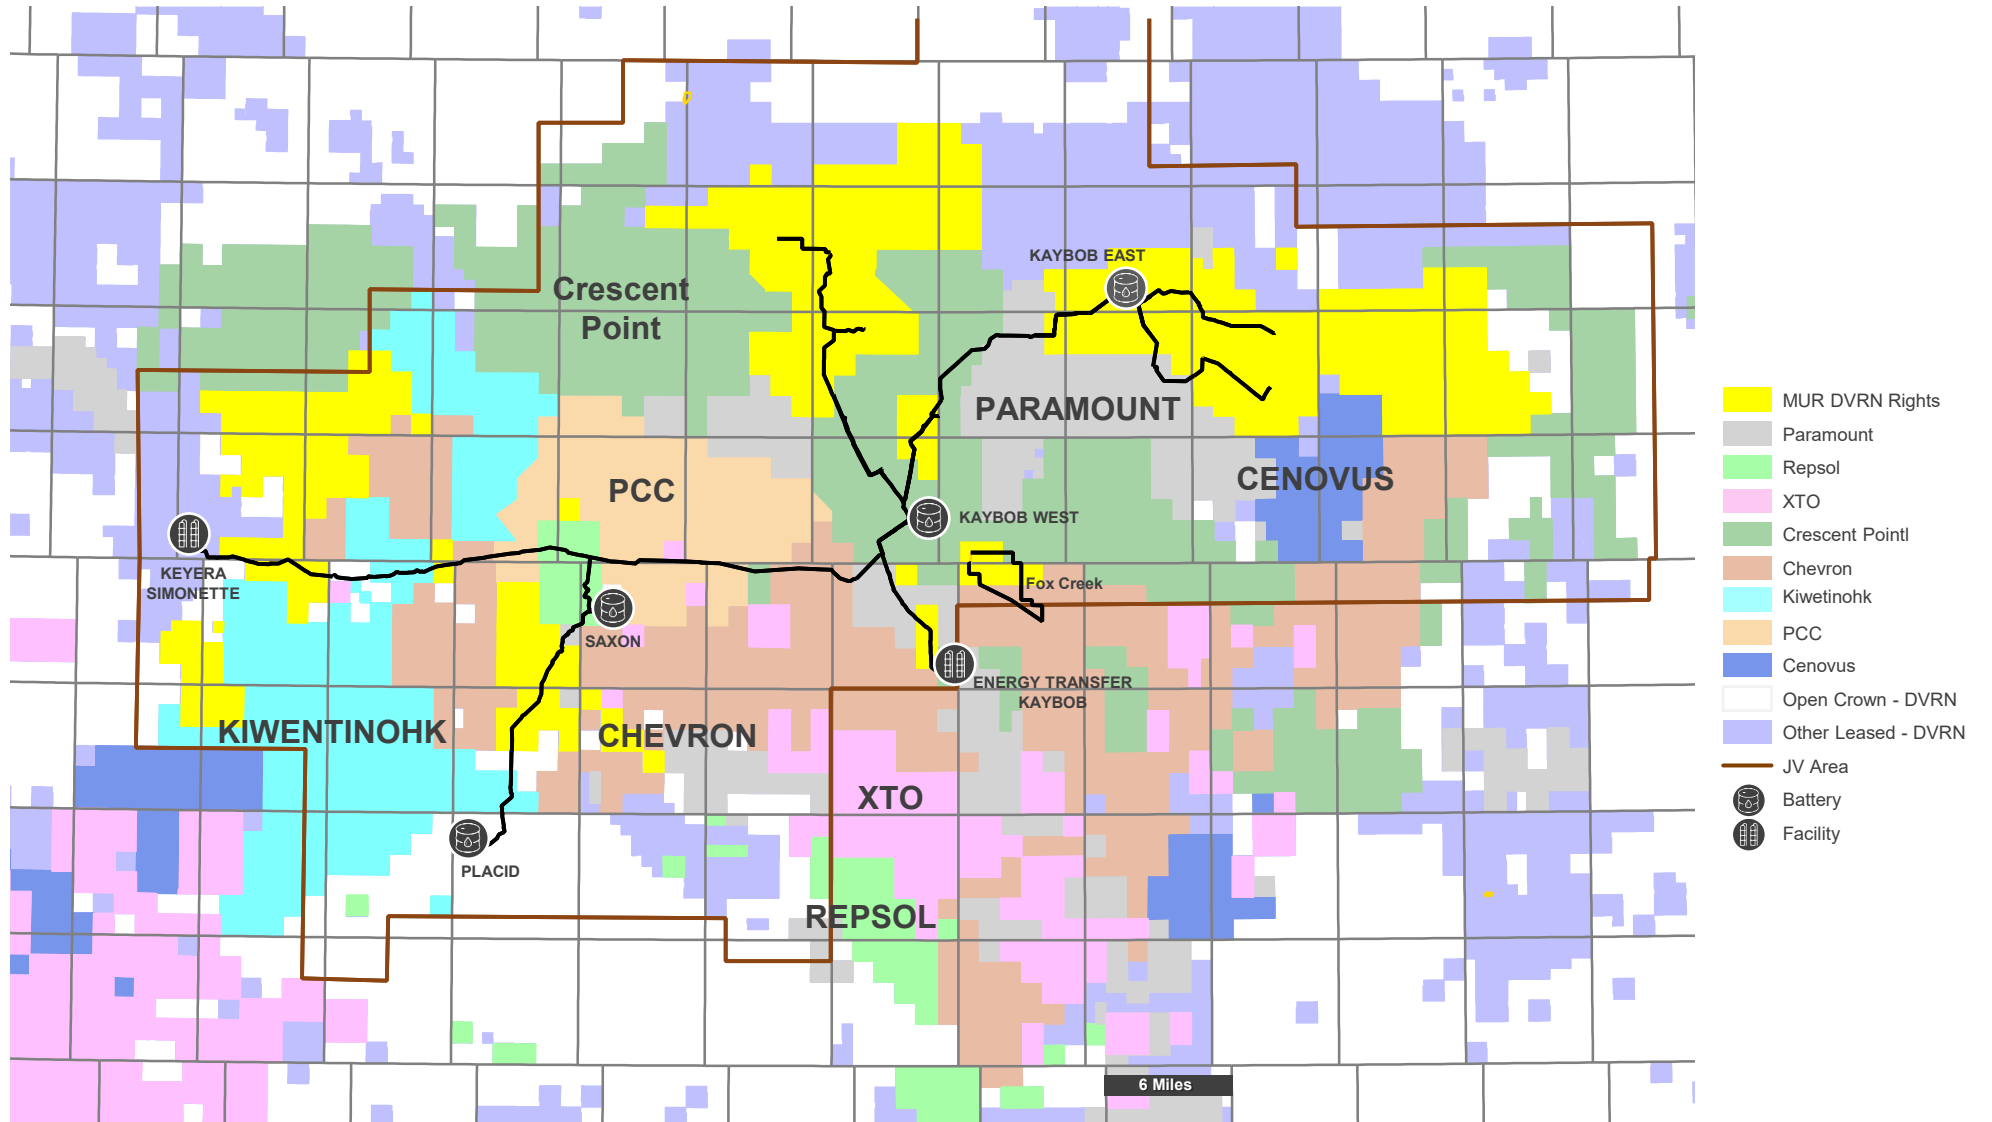 KAYBOB EAST
Crescent
Point
PARAMOUNT
CENOVUS
PCC
KAYBOB WEST
KEYERA
SIMONETTE
Fox Creek
SAXON
ENERGY TRANSFER
KAYBOB
KIWENTINOHK
CHEVRON
XTO
PLACID
REPSOL
6 Miles
MUR DVRN Rights
Paramount
Repsol
XTO
Crescent Pointl
Chevron
Kiwetinohk
PCC
Cenovus
Open Crown - DVRN
Other Leased - DVRN
JV Area
Battery
Facility